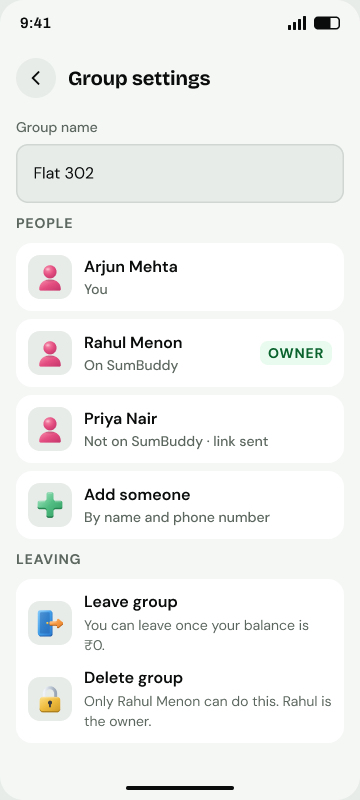 9:41
Group settings
Group name
Flat 302
PEOPLE
Arjun Mehta
You
Rahul Menon
On SumBuddy
OWNER
Priya Nair
Not on SumBuddy · link sent
Add someone
By name and phone number
LEAVING
Leave group
You can leave once your balance is
₹0.
Delete group
Only Rahul Menon can do this. Rahul is
the owner.